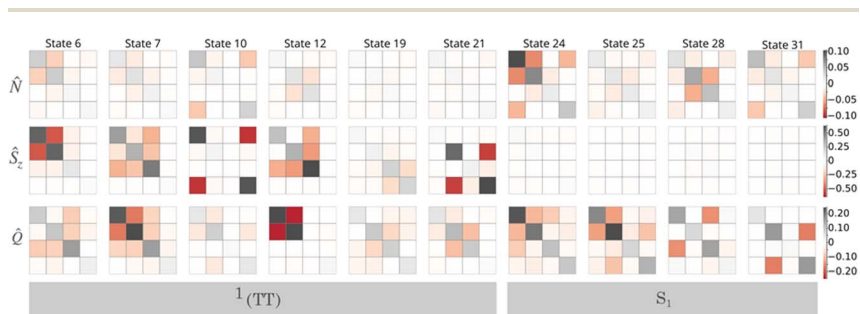 State 6 State 7 State 10 State 12 State 19 State 21 State 24 State 25 State 28 State 31
N̂ 0.10 0.05 0 −0.05 −0.10
Ŝz 0.50 0.25 0 −0.25 −0.50
Q̂ 0.20 0.10 0 −0.10 −0.20
1(TT) S1